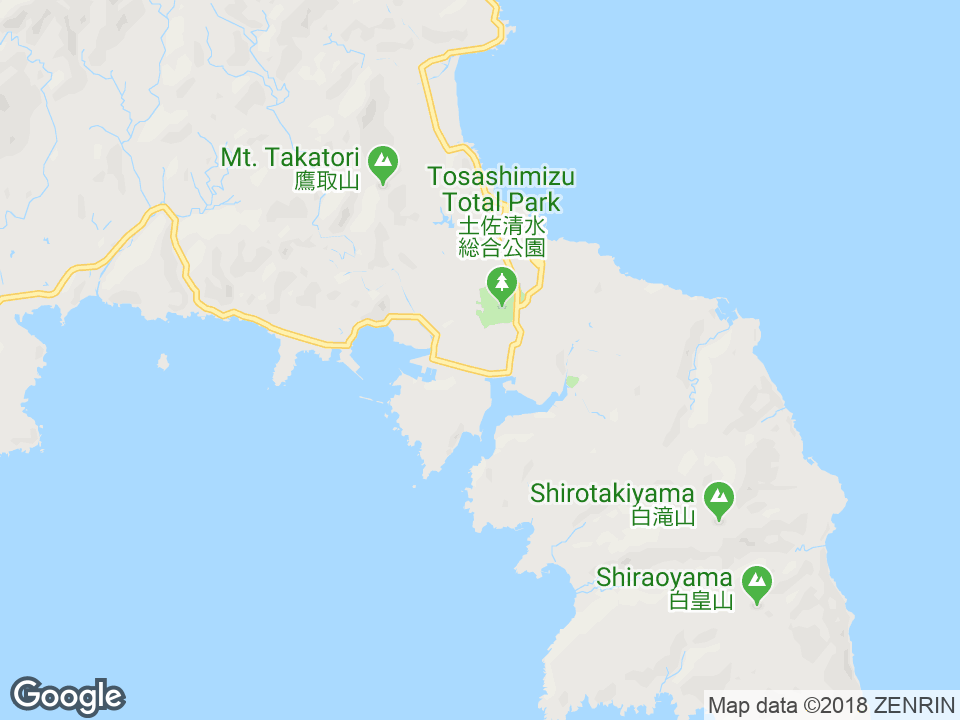 Mt. Takatori
鷹取山
Tosashimizu
Total Park
土佐清水
総合公園
Shirotakiyama
白滝山
Shiraoyama
白皇山
Google
Map data ©2018 ZENRIN